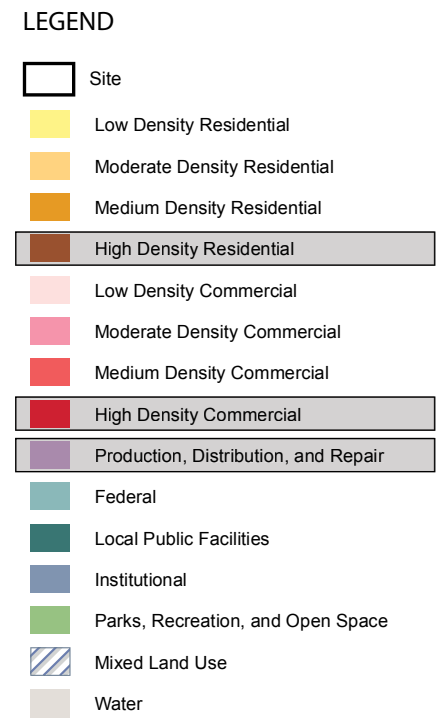 LEGEND
Site
Low Density Residential
Moderate Density Residential
Medium Density Residential
High Density Residential
Low Density Commercial
Moderate Density Commercial
Medium Density Commercial
High Density Commercial
Production, Distribution, and Repair
Federal
Local Public Facilities
Institutional
Parks, Recreation, and Open Space
Mixed Land Use
Water